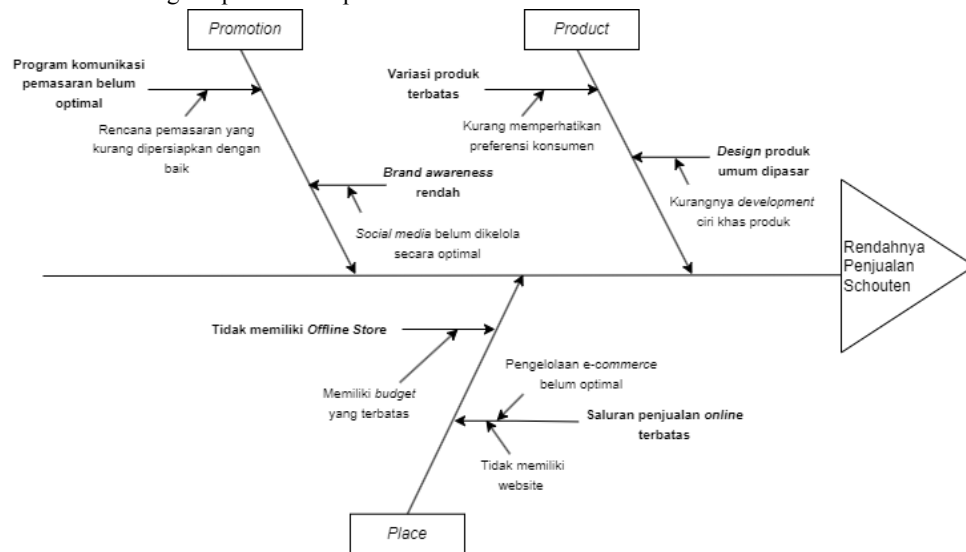 Promotion
Product
Program komunikasi
pemasaran belum
optimal
Rencana pemasaran yang
kurang dipersiapkan dengan
baik
Brand awareness
rendah
Social media belum dikelola
secara optimal
Variasi produk
terbatas
Kurang memperhatikan
preferensi konsumen
Design produk
umum dipasar
Kurangnya development
ciri khas produk
Rendahnya
Penjualan
Schouten
Tidak memiliki Offline Store
Memiliki budget
yang terbatas
Pengelolaan e-commerce
belum optimal
Saluran penjualan online
terbatas
Tidak memiliki
website
Place